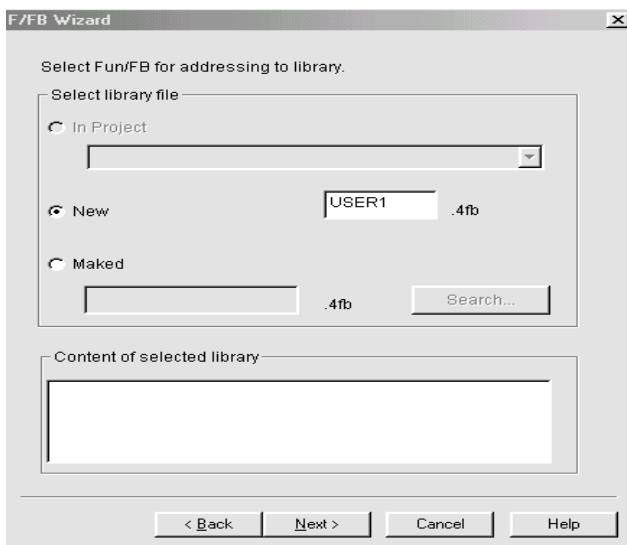 F/FB Wizard
Select Fun/FB for addressing to library.
Select library file
In Project
New
USER1
.4fb
Maked
.4fb
Search...
Content of selected library
< Back
Next >
Cancel
Help